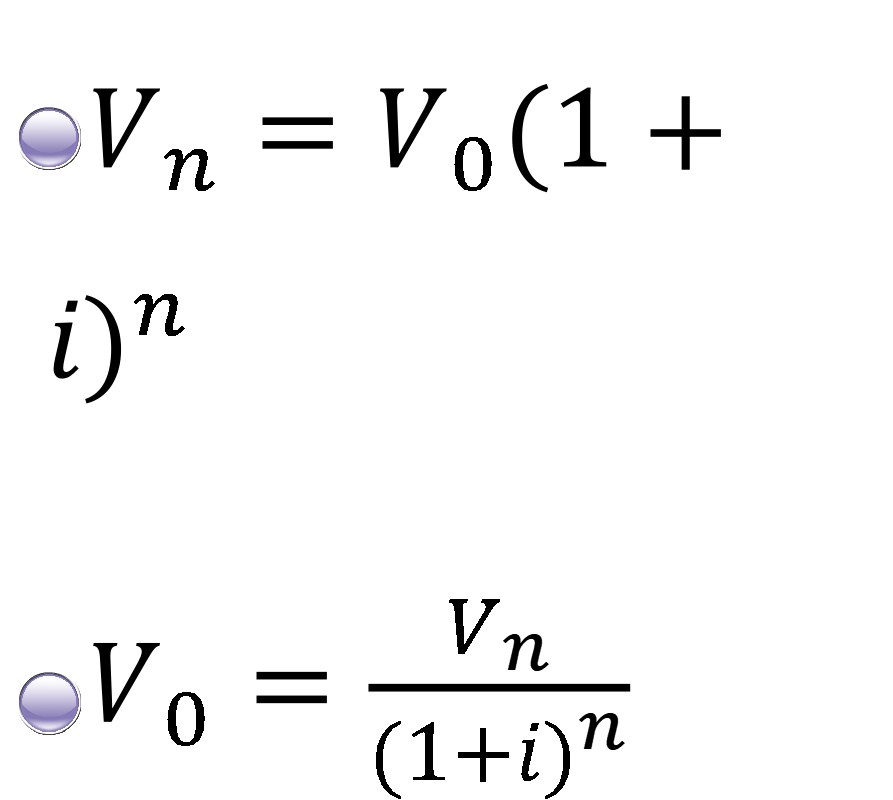 Vₙ = V₀(1 +
i)ⁿ
V₀ = Vₙ/(1+i)ⁿ